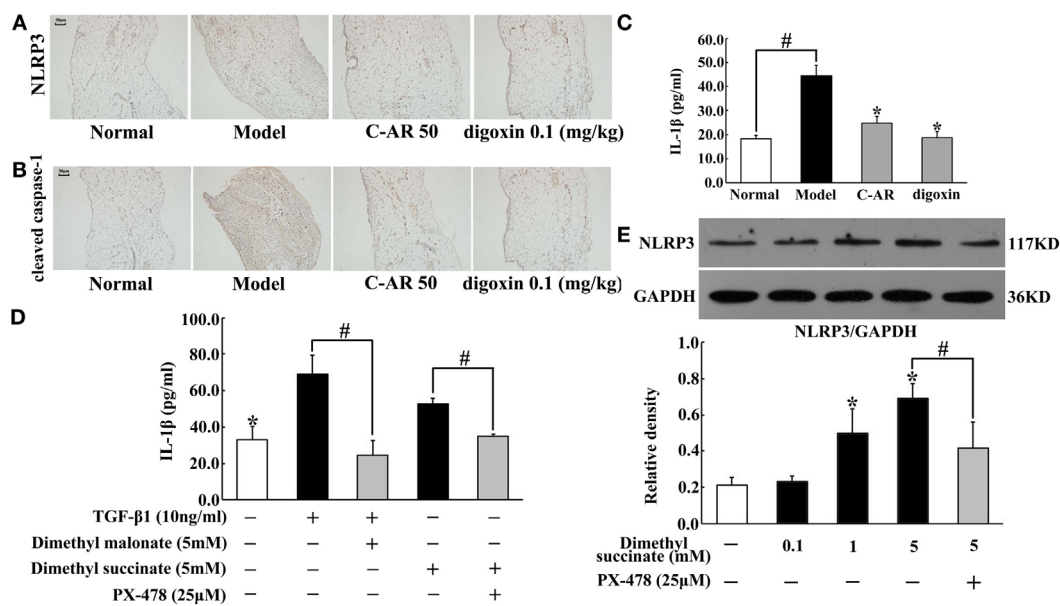 A
50μm
NLRP3
Normal Model C-AR 50 digoxin 0.1 (mg/kg)
B
50μm
cleaved caspase-1
Normal Model C-AR 50 digoxin 0.1 (mg/kg)
C
IL-1β (pg/ml)
60.0
50.0
40.0
30.0
20.0
10.0
0.0
#
*
*
Normal Model C-AR digoxin
D
IL-1β (pg/ml)
100.0
80.0
60.0
40.0
20.0
0.0
*
#
#
TGF-β1 (10ng/ml) – + + – –
Dimethyl malonate (5mM) – – + – –
Dimethyl succinate (5mM) – – – + +
PX-478 (25μM) – – – – +
E
NLRP3 117KD
GAPDH 36KD
NLRP3/GAPDH
Relative density
1.0
0.8
0.6
0.4
0.2
0.0
*
*
#
Dimethyl
succinate (mM) – 0.1 1 5 5
PX-478 (25μM) – – – – +